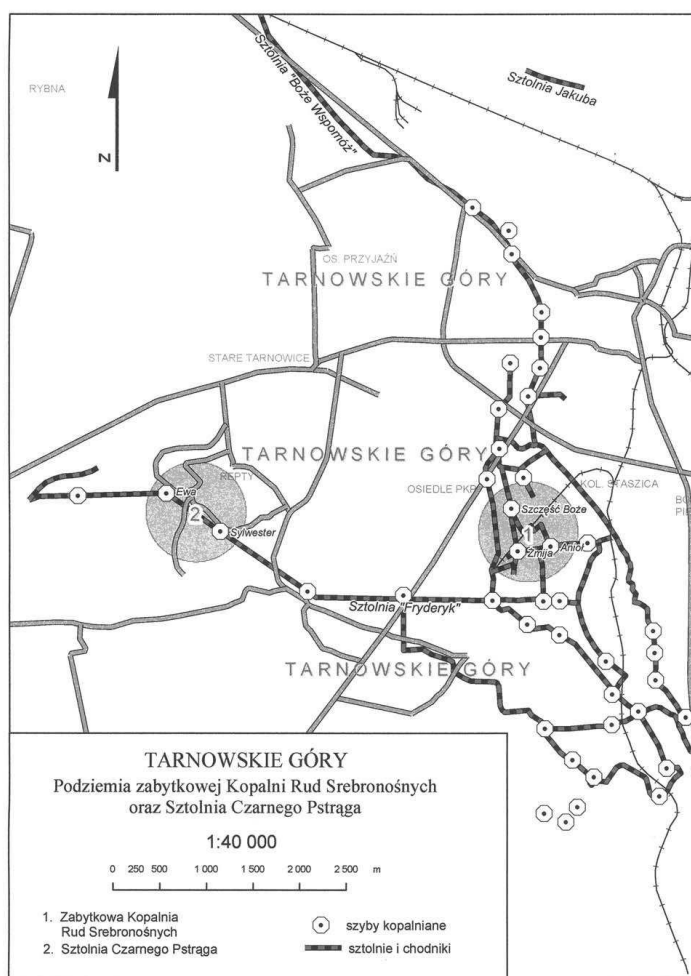 Sztolnia "Boże Wspomóż"
Sztolnia Jakuba
RYBNA
N
OS. PRZYJAŹŃ
TARNOWSKIE GÓRY
STARE TARNOWICE
TARNOWSKIE GÓRY
REPTY
OSIEDLE PKP
KOL. STASZICA
Ewa
2
Sylwester
Szczęść Boże
1
Żmija
Anioł
Sztolnia "Fryderyk"
TARNOWSKIE GÓRY
TARNOWSKIE GÓRY
Podziemia zabytkowej Kopalni Rud Srebronośnych
oraz Sztolnia Czarnego Pstrąga
1:40 000
0 250 500 1 000 1 500 2 000 2 500 m
1. Zabytkowa Kopalnia
Rud Srebronośnych
2. Sztolnia Czarnego Pstrąga
szyby kopalniane
sztolnie i chodniki